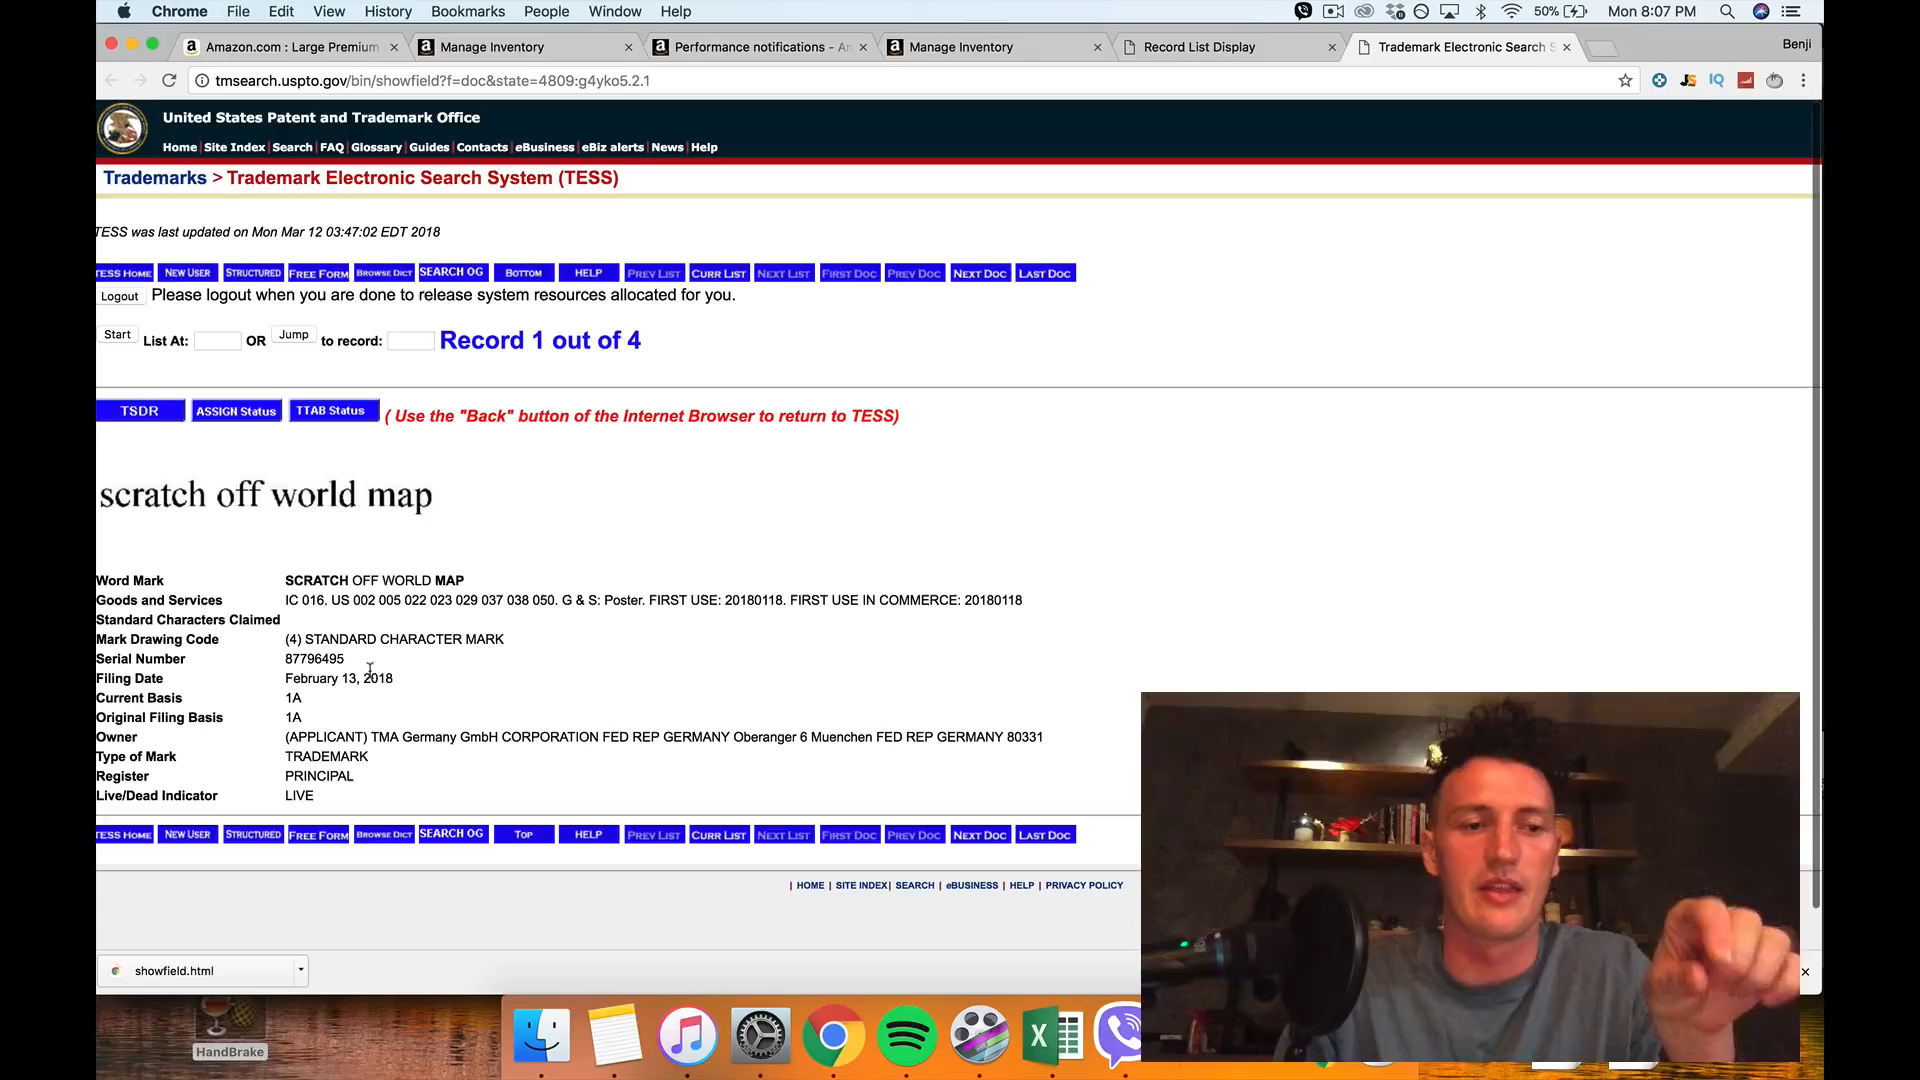 Chrome File Edit View History Bookmarks People Window Help 50% Mon 8:07 PM
Amazon.com : Large Premium Manage Inventory Performance notifications - Am Manage Inventory Record List Display Trademark Electronic Search S Benji
tmsearch.uspto.gov/bin/showfield?f=doc&state=4809:g4yko5.2.1
United States Patent and Trademark Office
Home | Site Index | Search | FAQ | Glossary | Guides | Contacts | eBusiness | eBiz alerts | News | Help
Trademarks > Trademark Electronic Search System (TESS)
TESS was last updated on Mon Mar 12 03:47:02 EDT 2018
TESS HOME NEW USER STRUCTURED FREE FORM BROWSE DICT SEARCH OG BOTTOM HELP PREV LIST CURR LIST NEXT LIST FIRST DOC PREV DOC NEXT DOC LAST DOC
Logout Please logout when you are done to release system resources allocated for you.
Start List At: OR Jump to record: Record 1 out of 4
TSDR ASSIGN Status TTAB Status ( Use the "Back" button of the Internet Browser to return to TESS)
scratch off world map
Word Mark SCRATCH OFF WORLD MAP
Goods and Services IC 016. US 002 005 022 023 029 037 038 050. G & S: Poster. FIRST USE: 20180118. FIRST USE IN COMMERCE: 20180118
Standard Characters Claimed
Mark Drawing Code (4) STANDARD CHARACTER MARK
Serial Number 87796495
Filing Date February 13, 2018
Current Basis 1A
Original Filing Basis 1A
Owner (APPLICANT) TMA Germany GmbH CORPORATION FED REP GERMANY Oberanger 6 Muenchen FED REP GERMANY 80331
Type of Mark TRADEMARK
Register PRINCIPAL
Live/Dead Indicator LIVE
TESS HOME NEW USER STRUCTURED FREE FORM BROWSE DICT SEARCH OG TOP HELP PREV LIST CURR LIST NEXT LIST FIRST DOC PREV DOC NEXT DOC LAST DOC
| HOME | SITE INDEX | SEARCH | eBUSINESS | HELP | PRIVACY POLICY
showfield.html
HandBrake